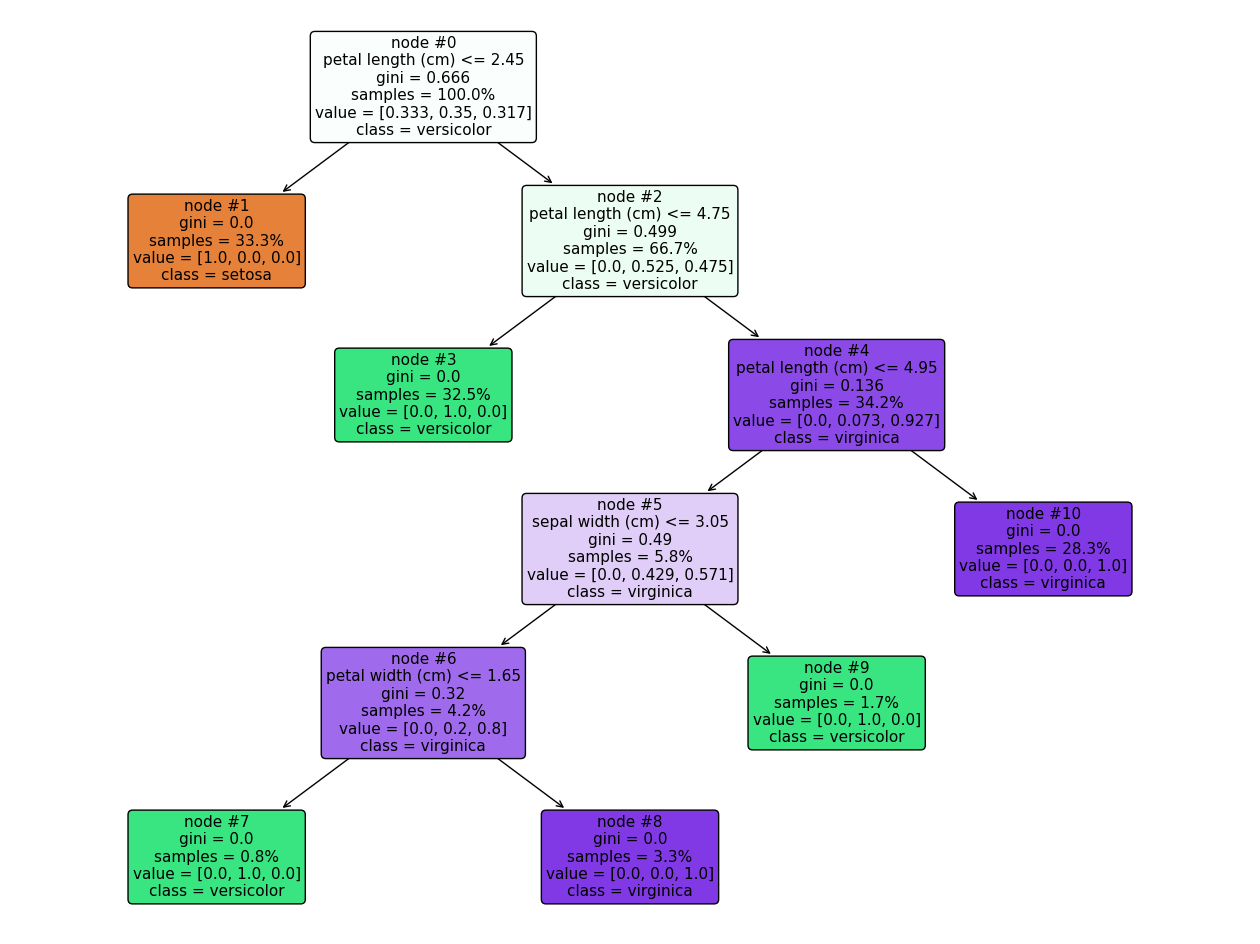 node #0
petal length (cm) <= 2.45
gini = 0.666
samples = 100.0%
value = [0.333, 0.35, 0.317]
class = versicolor
node #1
gini = 0.0
samples = 33.3%
value = [1.0, 0.0, 0.0]
class = setosa
node #2
petal length (cm) <= 4.75
gini = 0.499
samples = 66.7%
value = [0.0, 0.525, 0.475]
class = versicolor
node #3
gini = 0.0
samples = 32.5%
value = [0.0, 1.0, 0.0]
class = versicolor
node #4
petal length (cm) <= 4.95
gini = 0.136
samples = 34.2%
value = [0.0, 0.073, 0.927]
class = virginica
node #5
sepal width (cm) <= 3.05
gini = 0.49
samples = 5.8%
value = [0.0, 0.429, 0.571]
class = virginica
node #10
gini = 0.0
samples = 28.3%
value = [0.0, 0.0, 1.0]
class = virginica
node #6
petal width (cm) <= 1.65
gini = 0.32
samples = 4.2%
value = [0.0, 0.2, 0.8]
class = virginica
node #9
gini = 0.0
samples = 1.7%
value = [0.0, 1.0, 0.0]
class = versicolor
node #7
gini = 0.0
samples = 0.8%
value = [0.0, 1.0, 0.0]
class = versicolor
node #8
gini = 0.0
samples = 3.3%
value = [0.0, 0.0, 1.0]
class = virginica